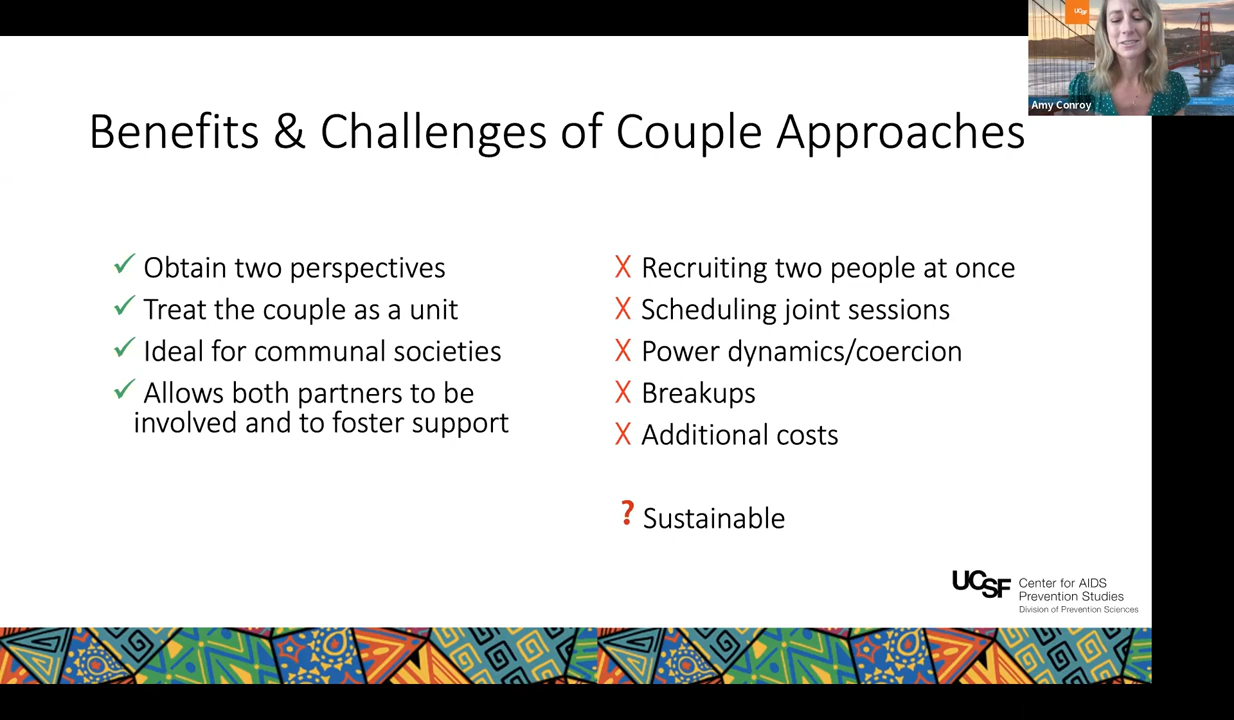 UCSF
Amy Conroy
Benefits & Challenges of Couple Approaches
✓ Obtain two perspectives
✓ Treat the couple as a unit
✓ Ideal for communal societies
✓ Allows both partners to be
involved and to foster support
X Recruiting two people at once
X Scheduling joint sessions
X Power dynamics/coercion
X Breakups
X Additional costs
? Sustainable
UCSF
Center for AIDS
Prevention Studies
Division of Prevention Sciences